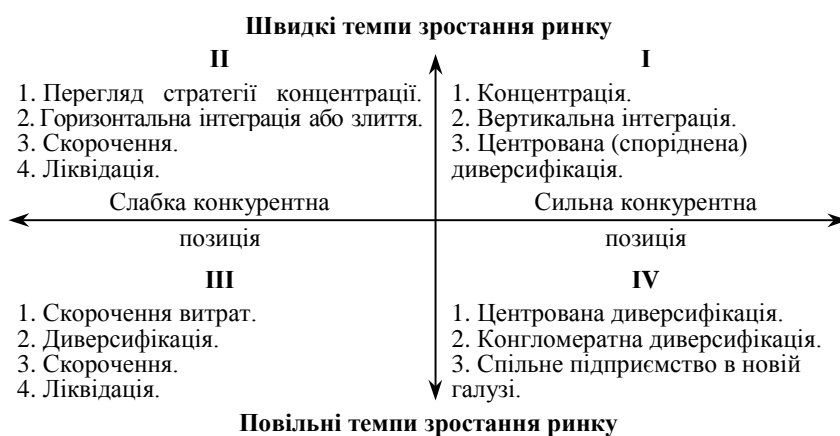 Швидкі темпи зростання ринку
II
1. Перегляд стратегії концентрації.
2. Горизонтальна інтеграція або злиття.
3. Скорочення.
4. Ліквідація.
I
1. Концентрація.
2. Вертикальна інтеграція.
3. Центрована (споріднена)
диверсифікація.
Слабка конкурентна
позиція
Сильна конкурентна
позиція
III
1. Скорочення витрат.
2. Диверсифікація.
3. Скорочення.
4. Ліквідація.
IV
1. Центрована диверсифікація.
2. Конгломератна диверсифікація.
3. Спільне підприємство в новій
галузі.
Повільні темпи зростання ринку